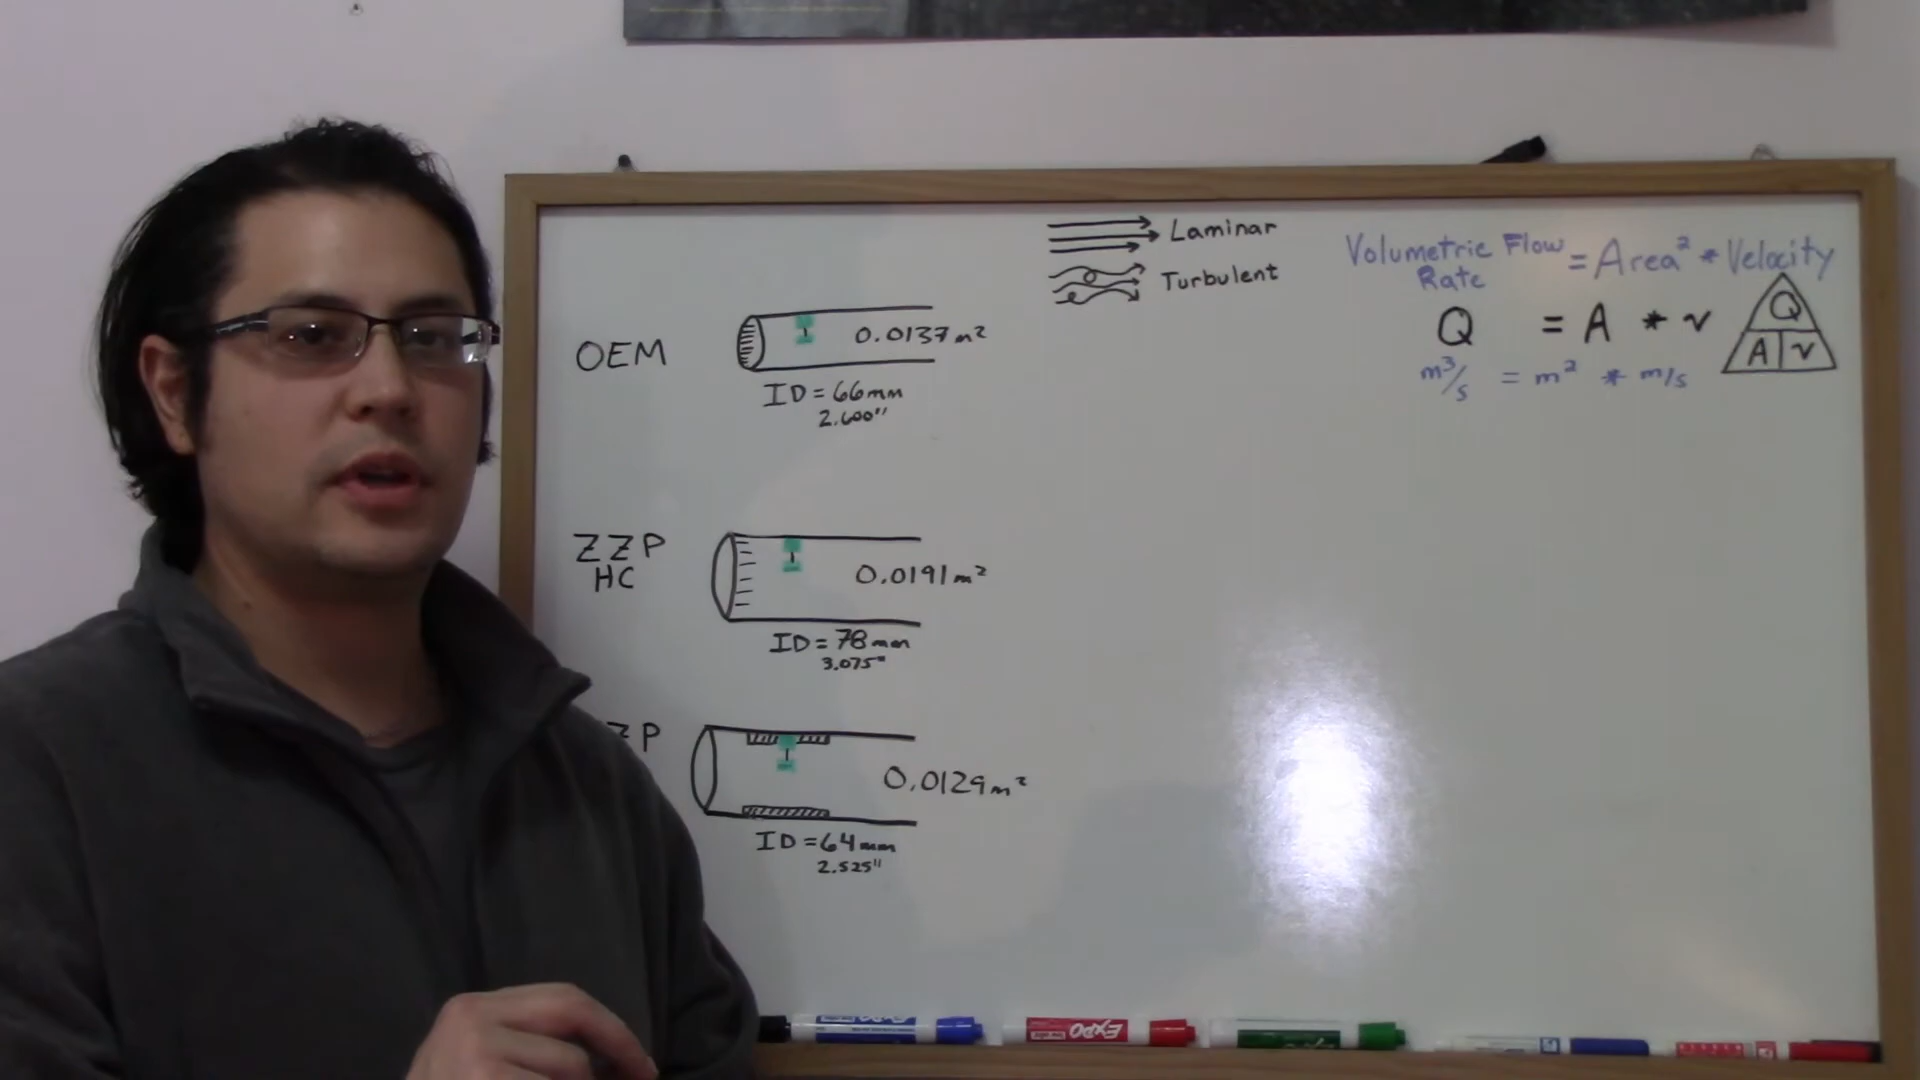 Laminar
Turbulent
Volumetric Flow Rate = Area² * Velocity
Q = A * v
m³/s = m² * m/s
Q
A v
OEM
0.0137m²
ID = 66mm
2.600"
ZZP
HC
0.0191m²
ID = 78mm
3.075"
ZP
0.0129m²
ID = 64mm
2.525"
EXPO